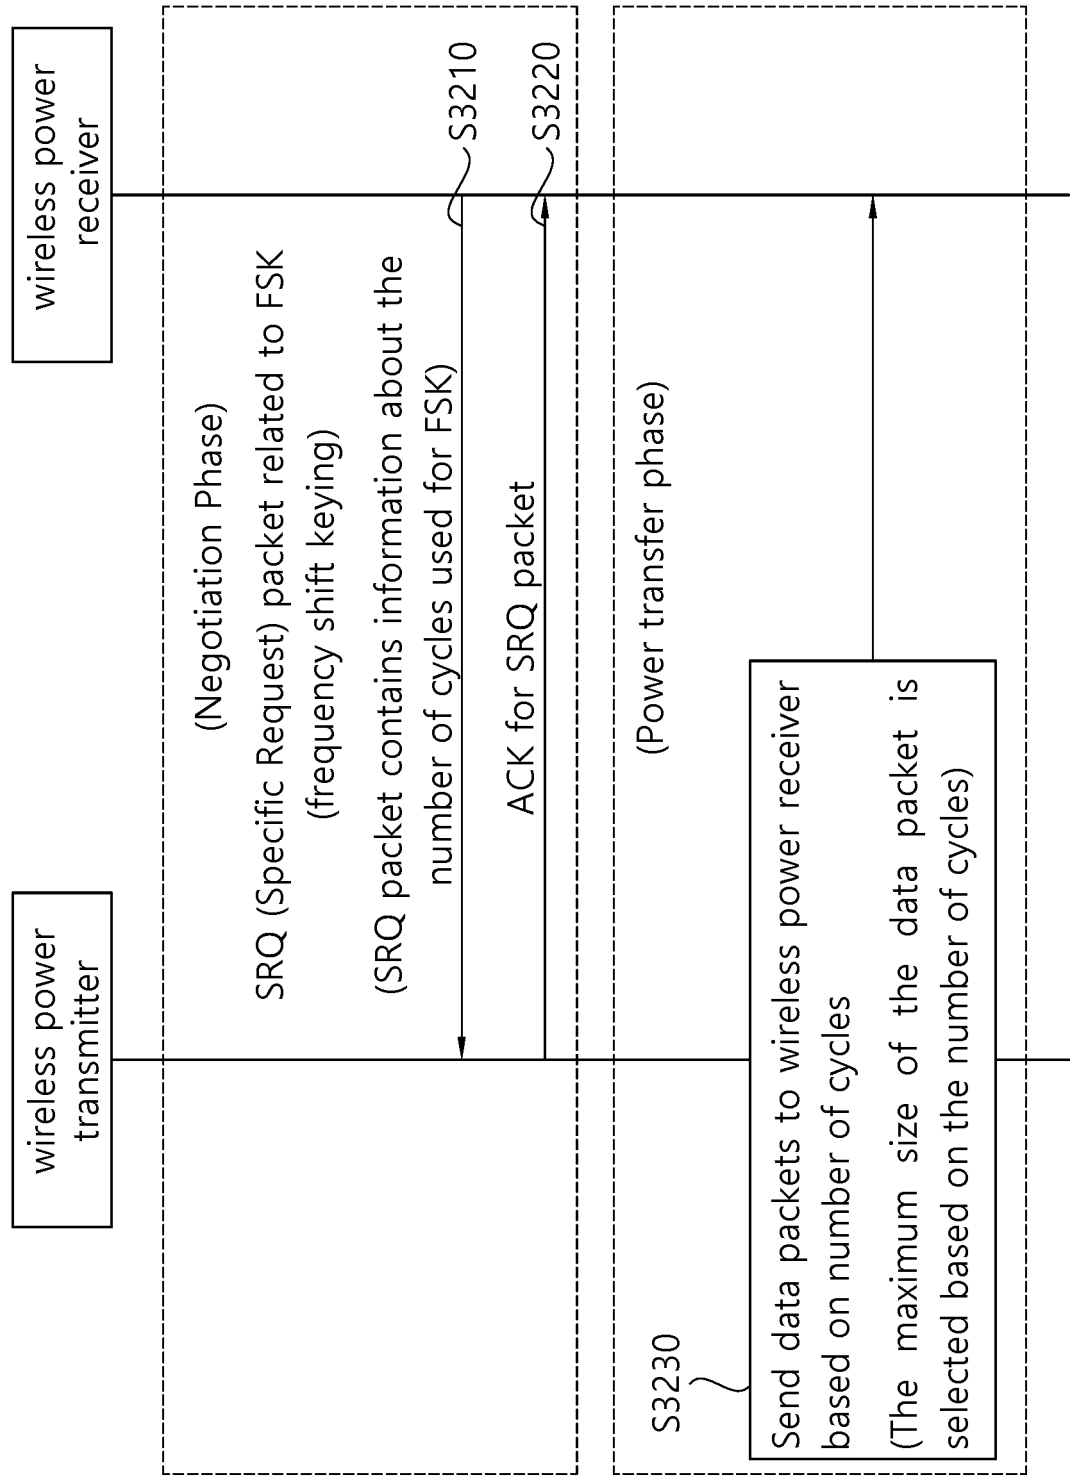 wireless power
transmitter
wireless power
receiver
(Negotiation Phase)
SRQ (Specific Request) packet related to FSK
(frequency shift keying)
(SRQ packet contains information about the
number of cycles used for FSK)
S3210
ACK for SRQ packet
S3220
(Power transfer phase)
S3230
Send data packets to wireless power receiver
based on number of cycles
(The maximum size of the data packet is
selected based on the number of cycles)